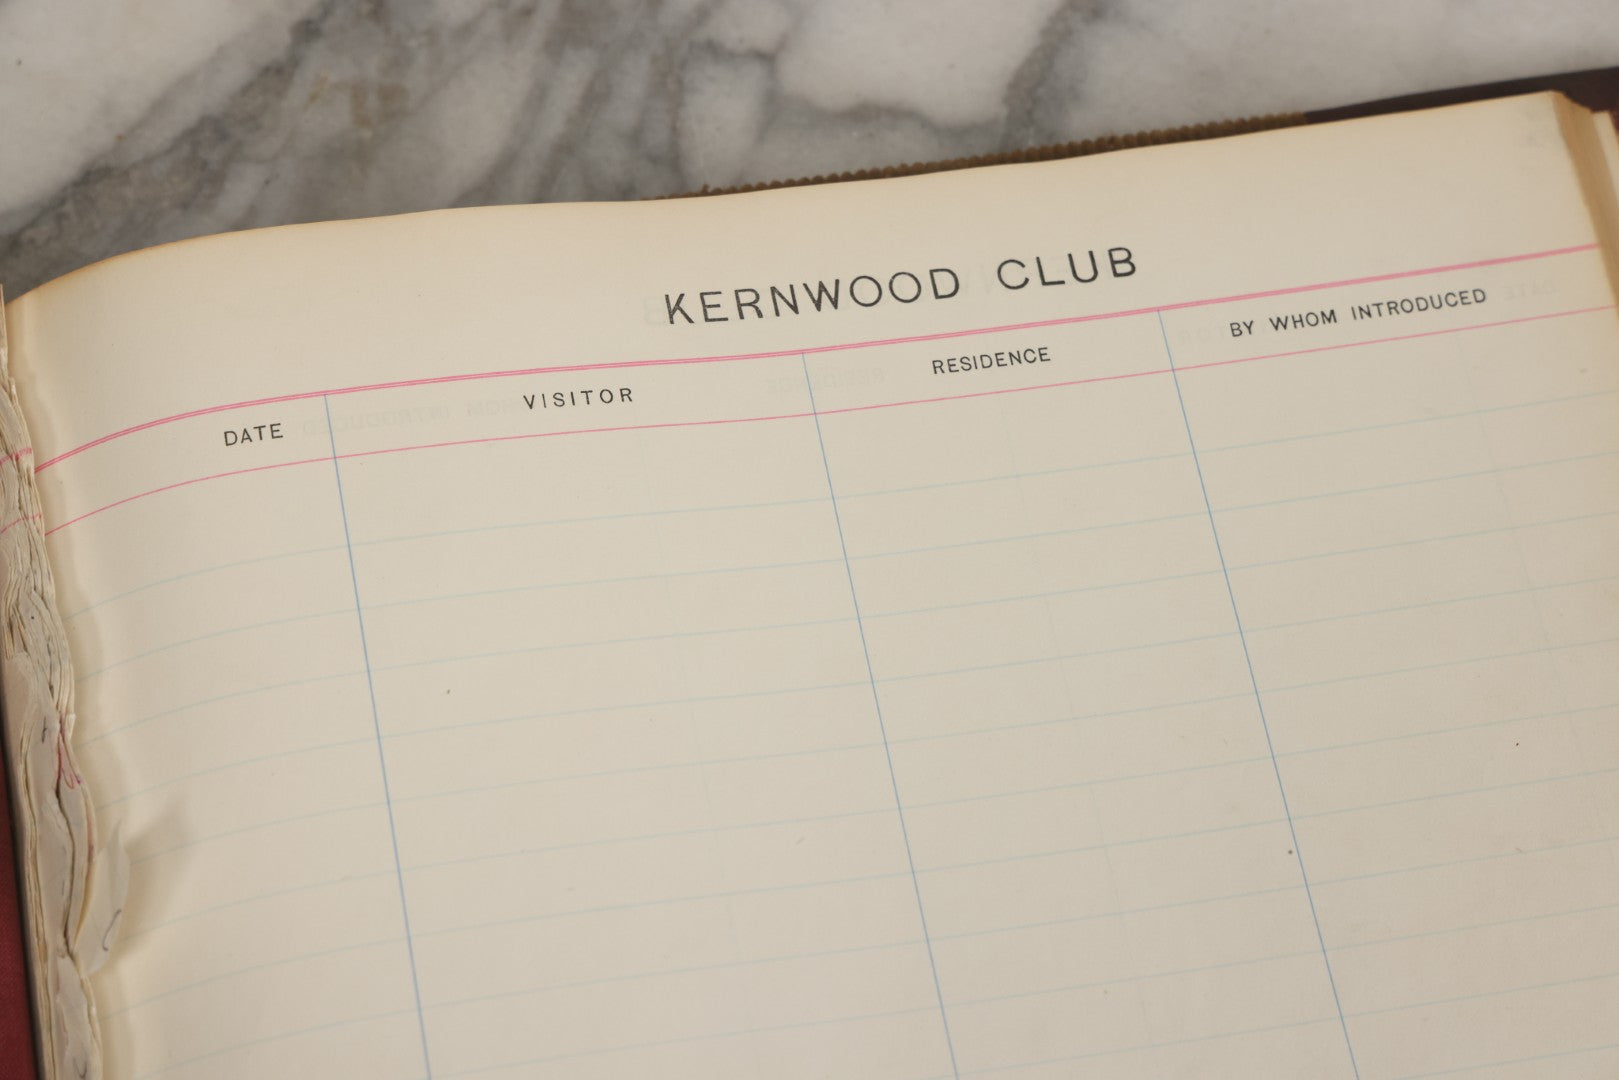 KERNWOOD CLUB
DATE VISITOR RESIDENCE BY WHOM INTRODUCED